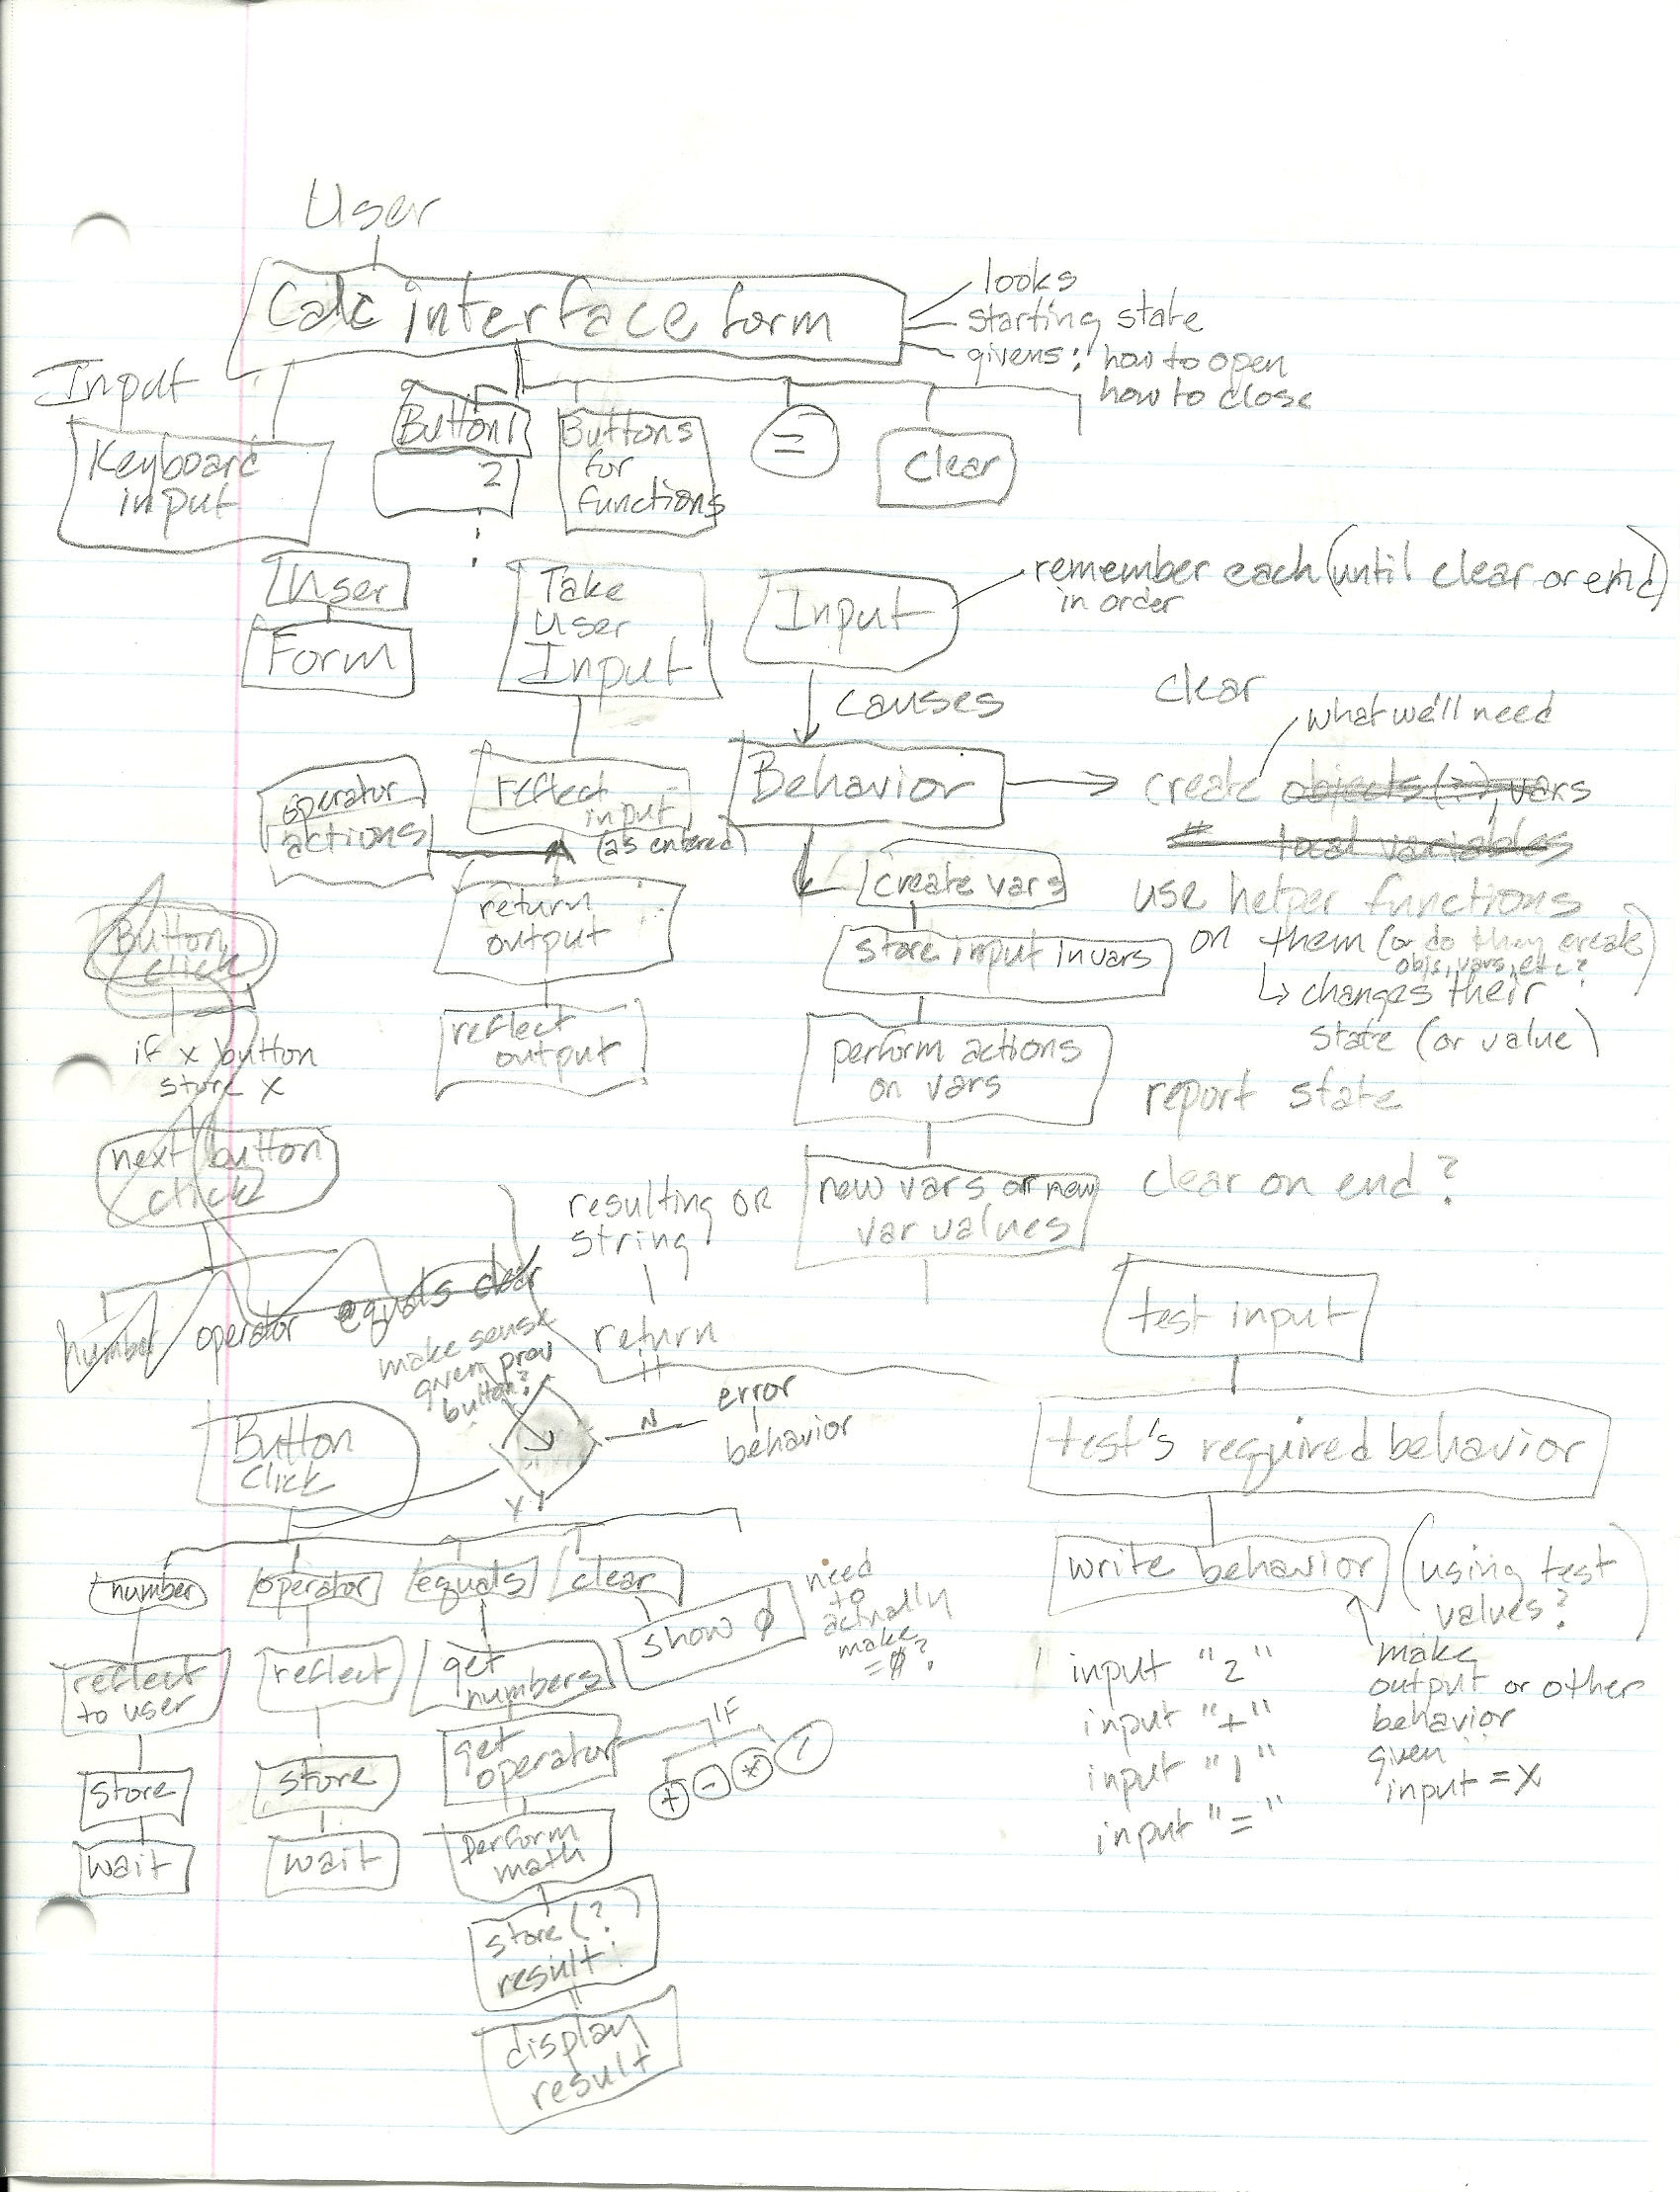 User
Calc interface form
looks
starting state
givens: how to open
how to close
Input
Keyboard
input
Button 1
2
Buttons
for
functions
=
clear
User
Form
Take
User
Input
Input
remember each (until clear or end)
in order
causes
clear
what we'll need
operator
actions
reflect
input
(as entered)
Behavior
create objects (?), vars
local variables
create vars
use helper functions
on them (or do they create
objs, vars, etc?)
changes their
state (or value)
return
output
store input in vars
Button
click
if x button
store x
reflect
output
perform actions
on vars
report state
next button
click
new vars or new
var values
clear on end?
resulting OR
string
return
it
number operator equals clear
make sense
given prev
button?
N
error
behavior
Y
test input
test's required behavior
write behavior (using test
values?)
make
output or other
behavior
given
input = x
input "2"
input "+"
input "1"
input "="
Button
Click
number operator equals clear
reflect
to user
store
wait
reflect
store
wait
get
numbers
get
operator
IF
+ - * /
perform
math
store (?)
result
display
result
show 0
need
to
actually
make
=0?